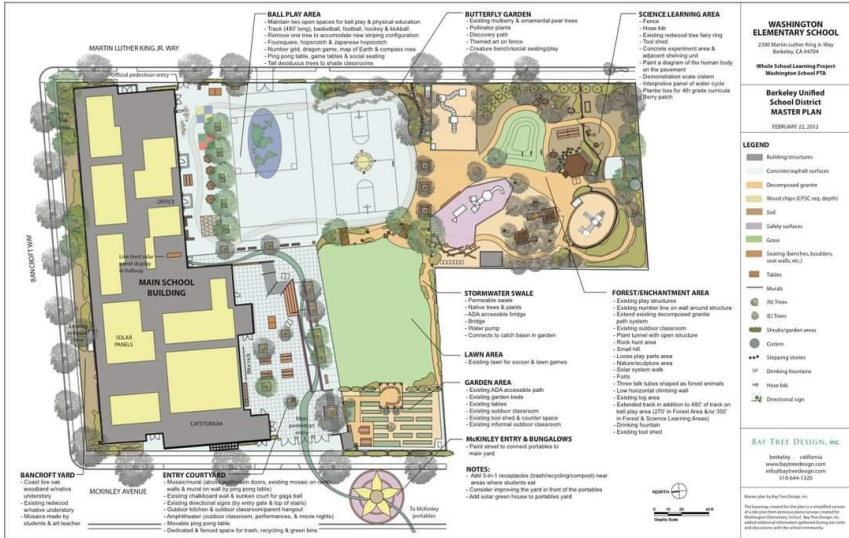 BALL PLAY AREA
- Maintain two open spaces for ball play & physical education
- Track (480' long), basketball, football, hockey & kickball
- Remove one tree to accomodate new striping configuration
- Foursquare, hopscotch & Japanese hopscotch
- Number grid, dragon game, map of Earth & compass rosa
- Ping pong table, game tables & social seating
- Tall deciduous trees to shade classrooms
BUTTERFLY GARDEN
- Existing mulberry & ornamental pear trees
- Pollinator plants
- Discovery path
- Themed art on fence
- Creature bench/social seating/play
SCIENCE LEARNING AREA
- Fence
- Hose bib
- Existing redwood tree fairy ring
- Tool shed
- Concrete experiment area &
adjacent shelving unit
- Paint a diagram of the human body
on the pavement
- Demonstration scale cistern
- Interpretive panel of water cycle
- Planter box for 4th grade curricula
- Berry patch
MARTIN LUTHER KING JR. WAY
Official pedestrian entry
OFFICE
Live feed solar
panel display
in hallway
MAIN SCHOOL
BUILDING
BANCROFT WAY
SOLAR
PANELS
CAFETORIUM
Main
pedestrian
entry
STORMWATER SWALE
- Permeable swale
- Native trees & plants
- ADA accessible bridge
- Bridge
- Water pump
- Connects to catch basin in garden
LAWN AREA
- Existing lawn for soccer & lawn games
GARDEN AREA
- Existing ADA accessible path
- Existing garden beds
- Existing tables
- Existing outdoor classroom
- Existing tool shed & counter space
- Existing informal outdoor classroom
McKINLEY ENTRY & BUNGALOWS
- Paint street to connect portables to
main yard
NOTES:
- Add 3-in-1 receptacles (trash/recycling/compost) near
areas where students eat
- Consider improving the yard in front of the portables
- Add solar green house to portables yard
FOREST/ENCHANTMENT AREA
- Existing play structures
- Existing number line on wall around structure
- Extend existing decomposed granite
path system
- Existing outdoor classroom
- Plant tunnel with open structure
- Rock hunt area
- Small hill
- Loose play parts area
- Nature/sculpture area
- Solar system walk
- Forts
- Three talk tubes shaped as forest animals
- Low horizontal climbing wall
- Existing log area
- Extended track in addition to 480' of track on
ball play area (270' in Forest Area &/or 350'
in Forest & Science Learning Areas)
- Drinking fountain
- Existing tool shed
BANCROFT YARD
- Coast live oak
woodland w/native
understory
- Existing redwood
w/native understory
- Mosaics made by
students & art teacher
MCKINLEY AVENUE
ENTRY COURTYARD
- Existing chalkboard wall & sunken court for gaga ball
- Existing directional signs (by entry gate & top of stairs)
- Outdoor kitchen & outdoor classroom/parent hangout
- Amphitheater (outdoor classroom, performances, & movie nights)
- Movable ping pong table
- Dedicated & fenced space for trash, recycling & green bins
To McKinley
portables
NORTH
Graphic Scale
WASHINGTON
ELEMENTARY SCHOOL
2300 Martin Luther King Jr. Way
Berkeley, CA 94704
Whole School Learning Project
Washington School PTA
Berkeley Unified
School District
MASTER PLAN
FEBRUARY 22, 2012
LEGEND
Building/structures
Concrete/asphalt surfaces
Decomposed granite
Wood chips (CPSC req. depth)
Soil
Safety surfaces
Grass
Seating (benches, boulders,
seat walls, etc.)
Tables
Murals
(N) Trees
(E) Trees
Shrubs/garden areas
Cistern
Stepping stones
DF Drinking fountains
Hose bib
Directional sign
BAY TREE DESIGN, inc.
berkeley . california
www.baytreedesign.com
info@baytreedesign.com
510-644-1320
Master plan by Bay Tree Design, inc.